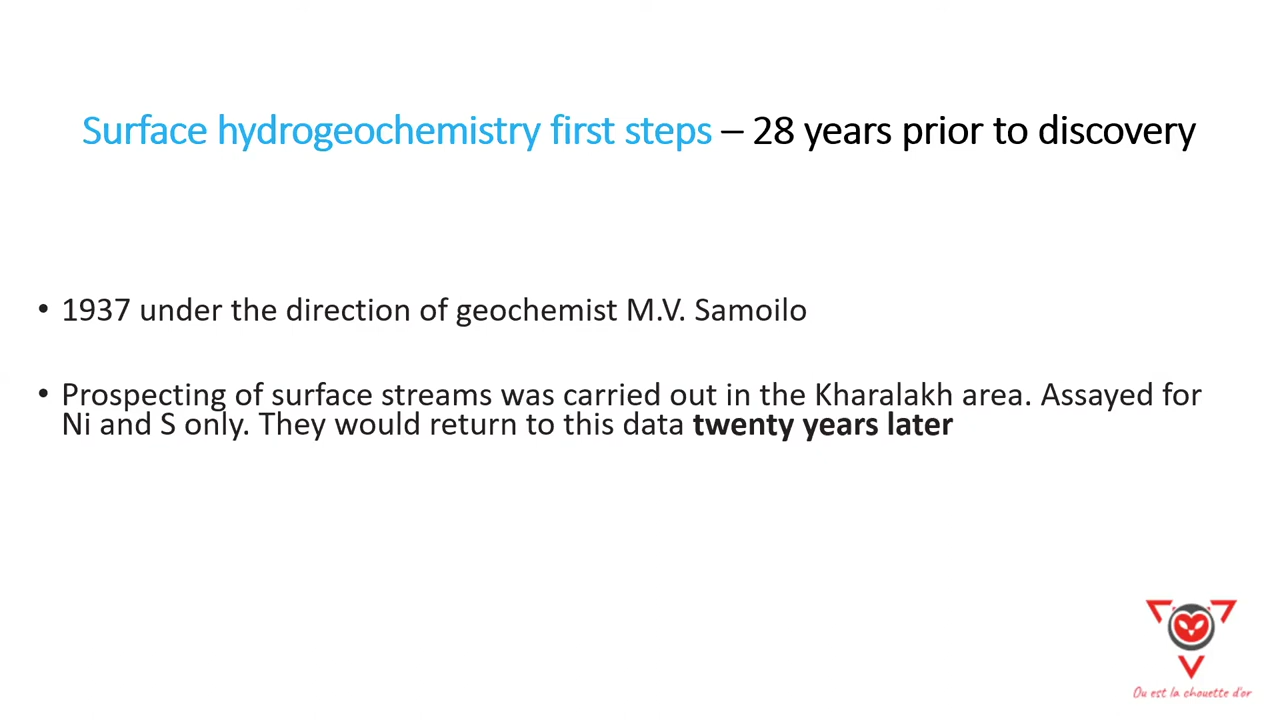 Surface hydrogeochemistry first steps – 28 years prior to discovery
• 1937 under the direction of geochemist M.V. Samoilo
• Prospecting of surface streams was carried out in the Kharalakh area. Assayed for
Ni and S only. They would return to this data twenty years later
Ou est la chouette d'or